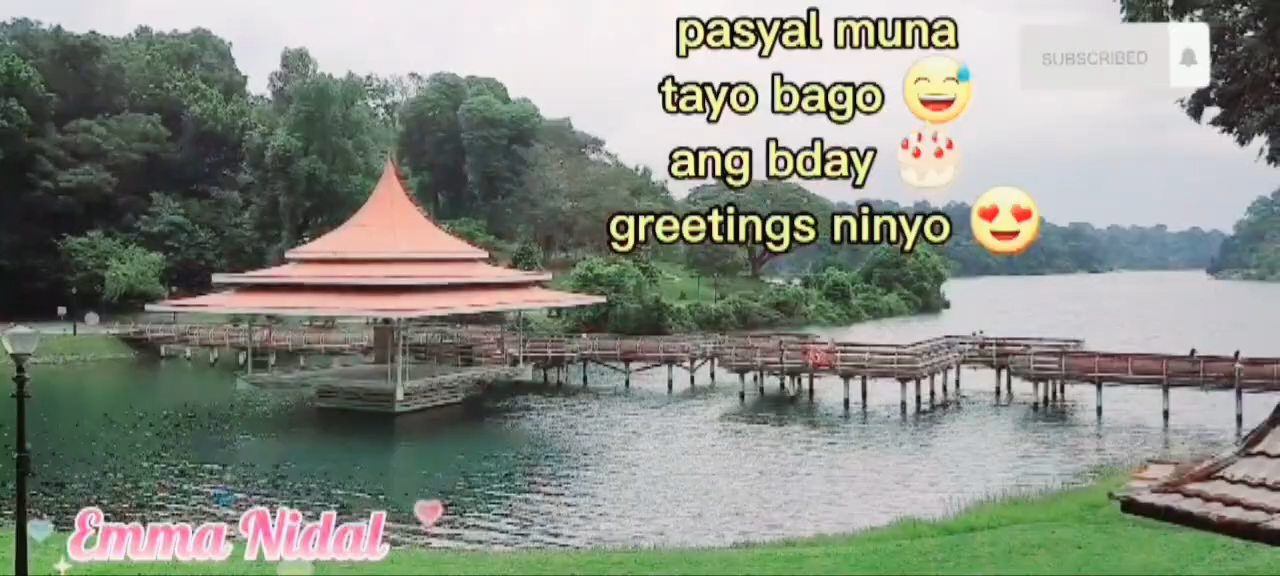 pasyal muna
tayo bago 😅
ang bday 🎂
greetings ninyo 😍
SUBSCRIBED
Emma Nidal